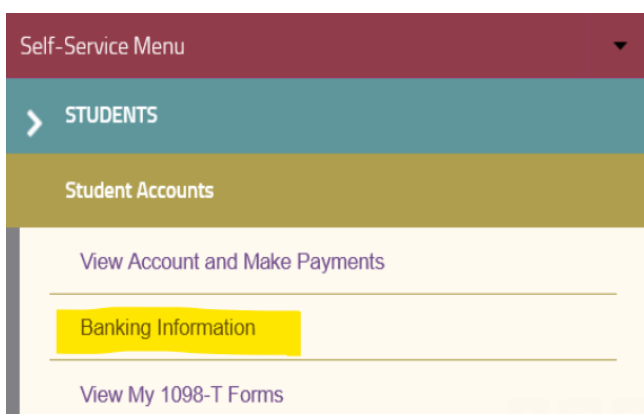 Self-Service Menu
STUDENTS
Student Accounts
View Account and Make Payments
Banking Information
View My 1098-T Forms